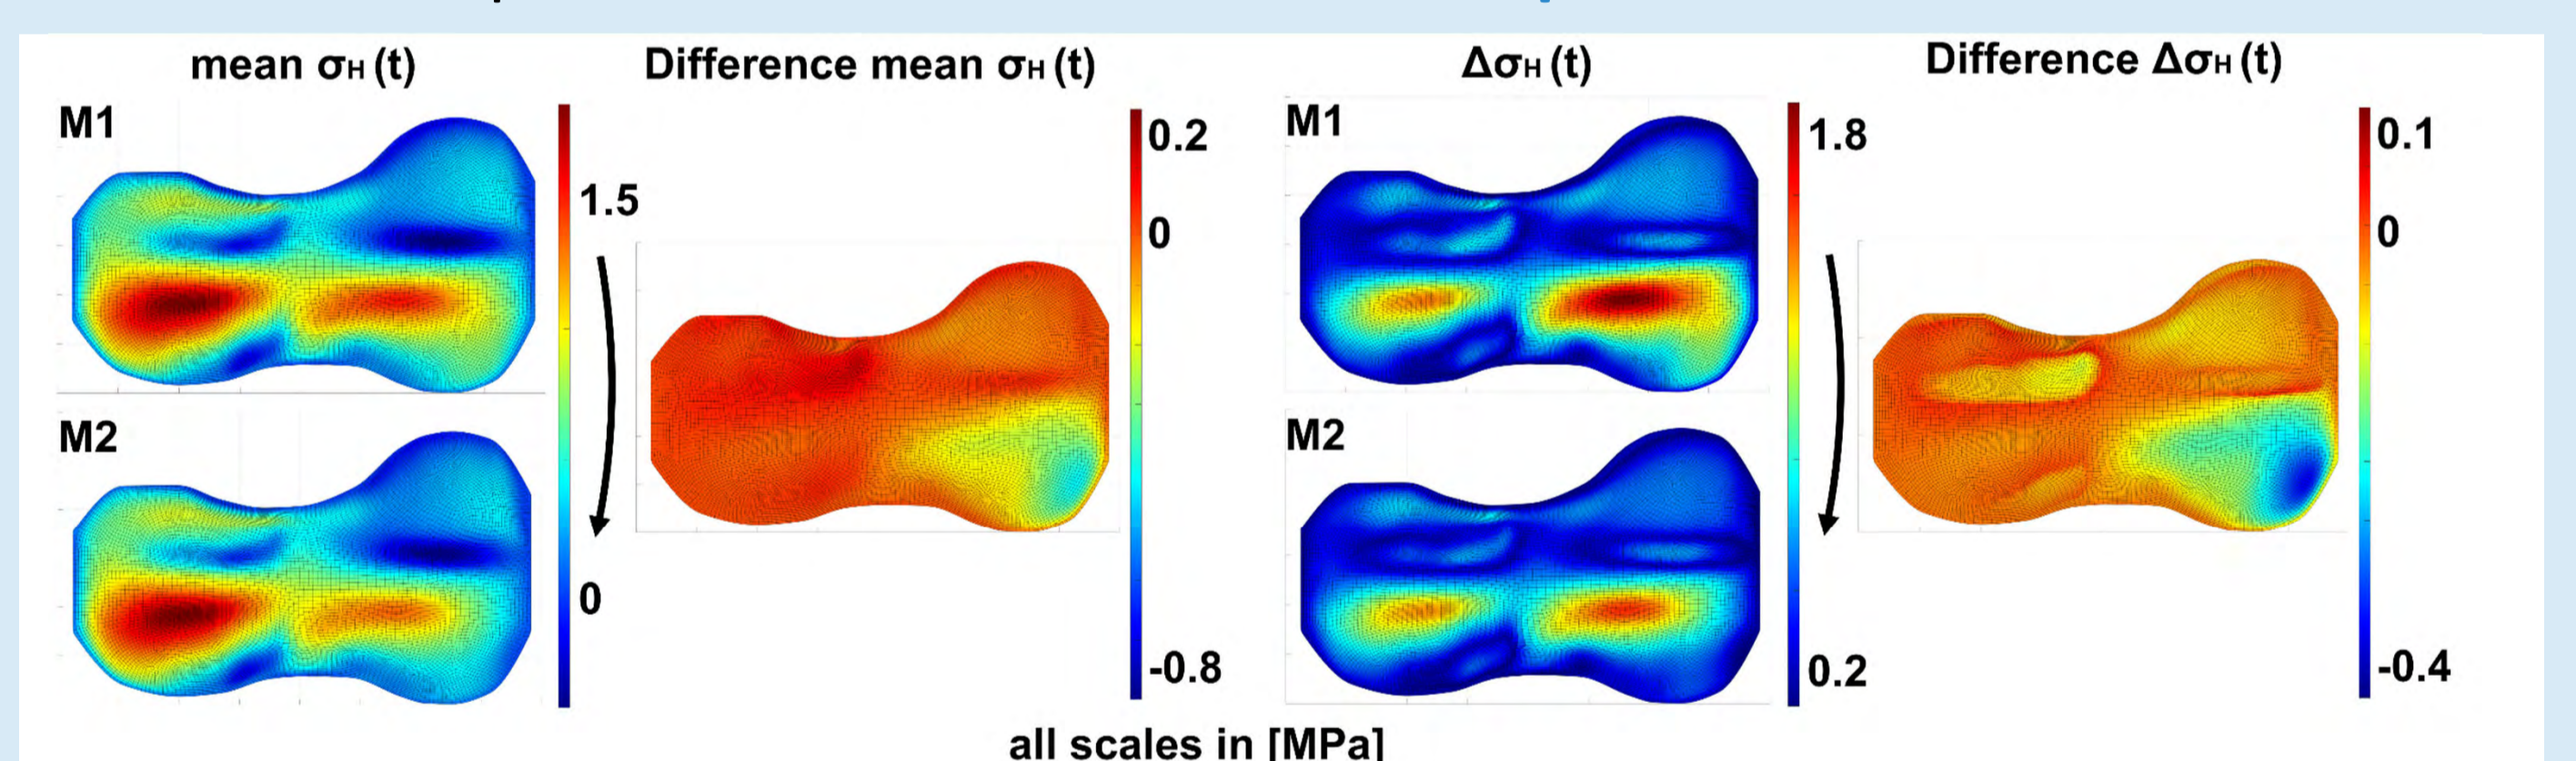 mean σH (t)
Difference mean σH (t)
ΔσH (t)
Difference ΔσH (t)
M1
1.5
0
M2
0.2
0
-0.8
M1
1.8
0.2
M2
0.1
0
-0.4
all scales in [MPa]